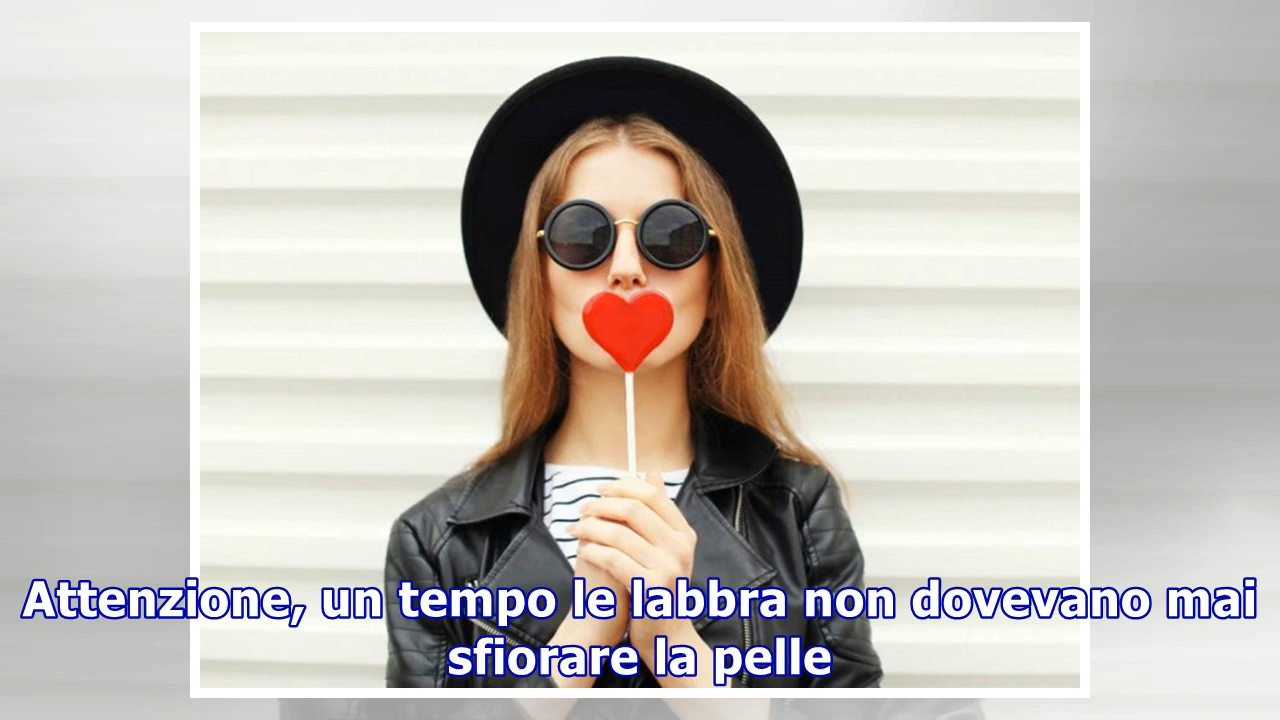 Attenzione, un tempo le labbra non dovevano mai
sfiorare la pelle